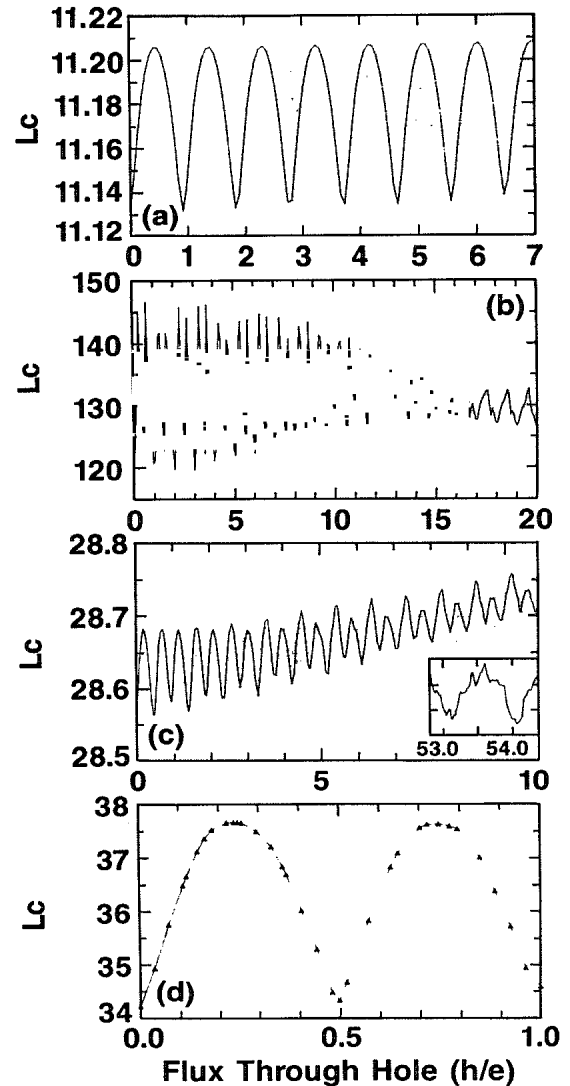 11.22
11.20
11.18
11.16
11.14
11.12
Lc
(a)
0 1 2 3 4 5 6 7
150
140
130
120
Lc
(b)
0 5 10 15 20
28.8
28.7
28.6
28.5
Lc
(c)
53.0 54.0
0 5 10
38
37
36
35
34
Lc
(d)
0.0 0.5 1.0
Flux Through Hole (h/e)